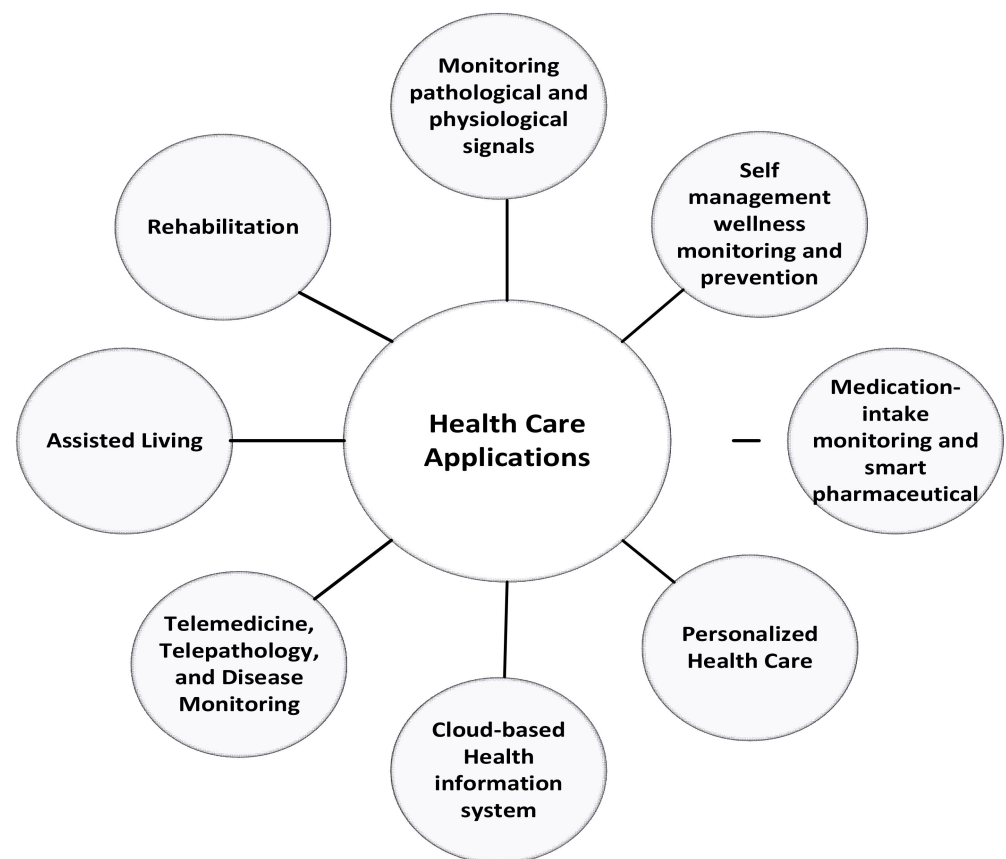 Monitoring
pathological and
physiological
signals
Self
management
wellness
monitoring and
prevention
Rehabilitation
Medication-
intake
monitoring and
smart
pharmaceutical
Health Care
Applications
Assisted Living
Telemedicine,
Telepathology,
and Disease
Monitoring
Personalized
Health Care
Cloud-based
Health
information
system